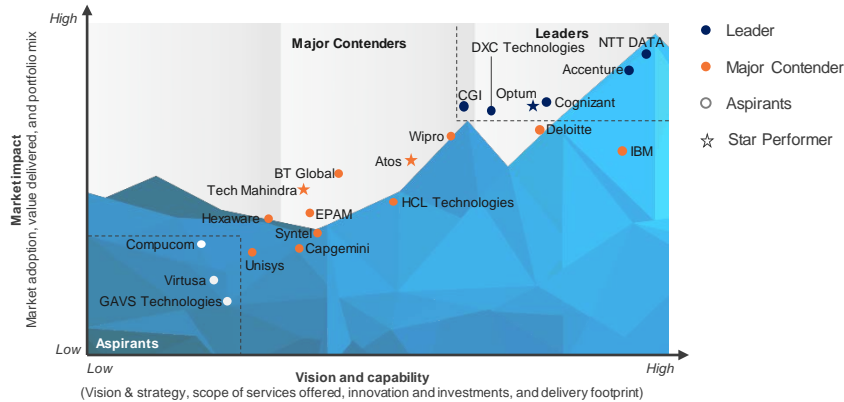 High
Leaders
Major Contenders
DXC Technologies
NTT DATA
Accenture
CGI
Optum
Cognizant
Deloitte
Wipro
IBM
Atos
BT Global
Tech Mahindra
HCL Technologies
Hexaware
EPAM
Syntel
Capgemini
Unisys
Compucom
Virtusa
GAVS Technologies
Aspirants
Market impact
Market adoption, value delivered, and portfolio mix
Low
Low
High
Vision and capability
(Vision & strategy, scope of services offered, innovation and investments, and delivery footprint)
Leader
Major Contender
Aspirants
Star Performer